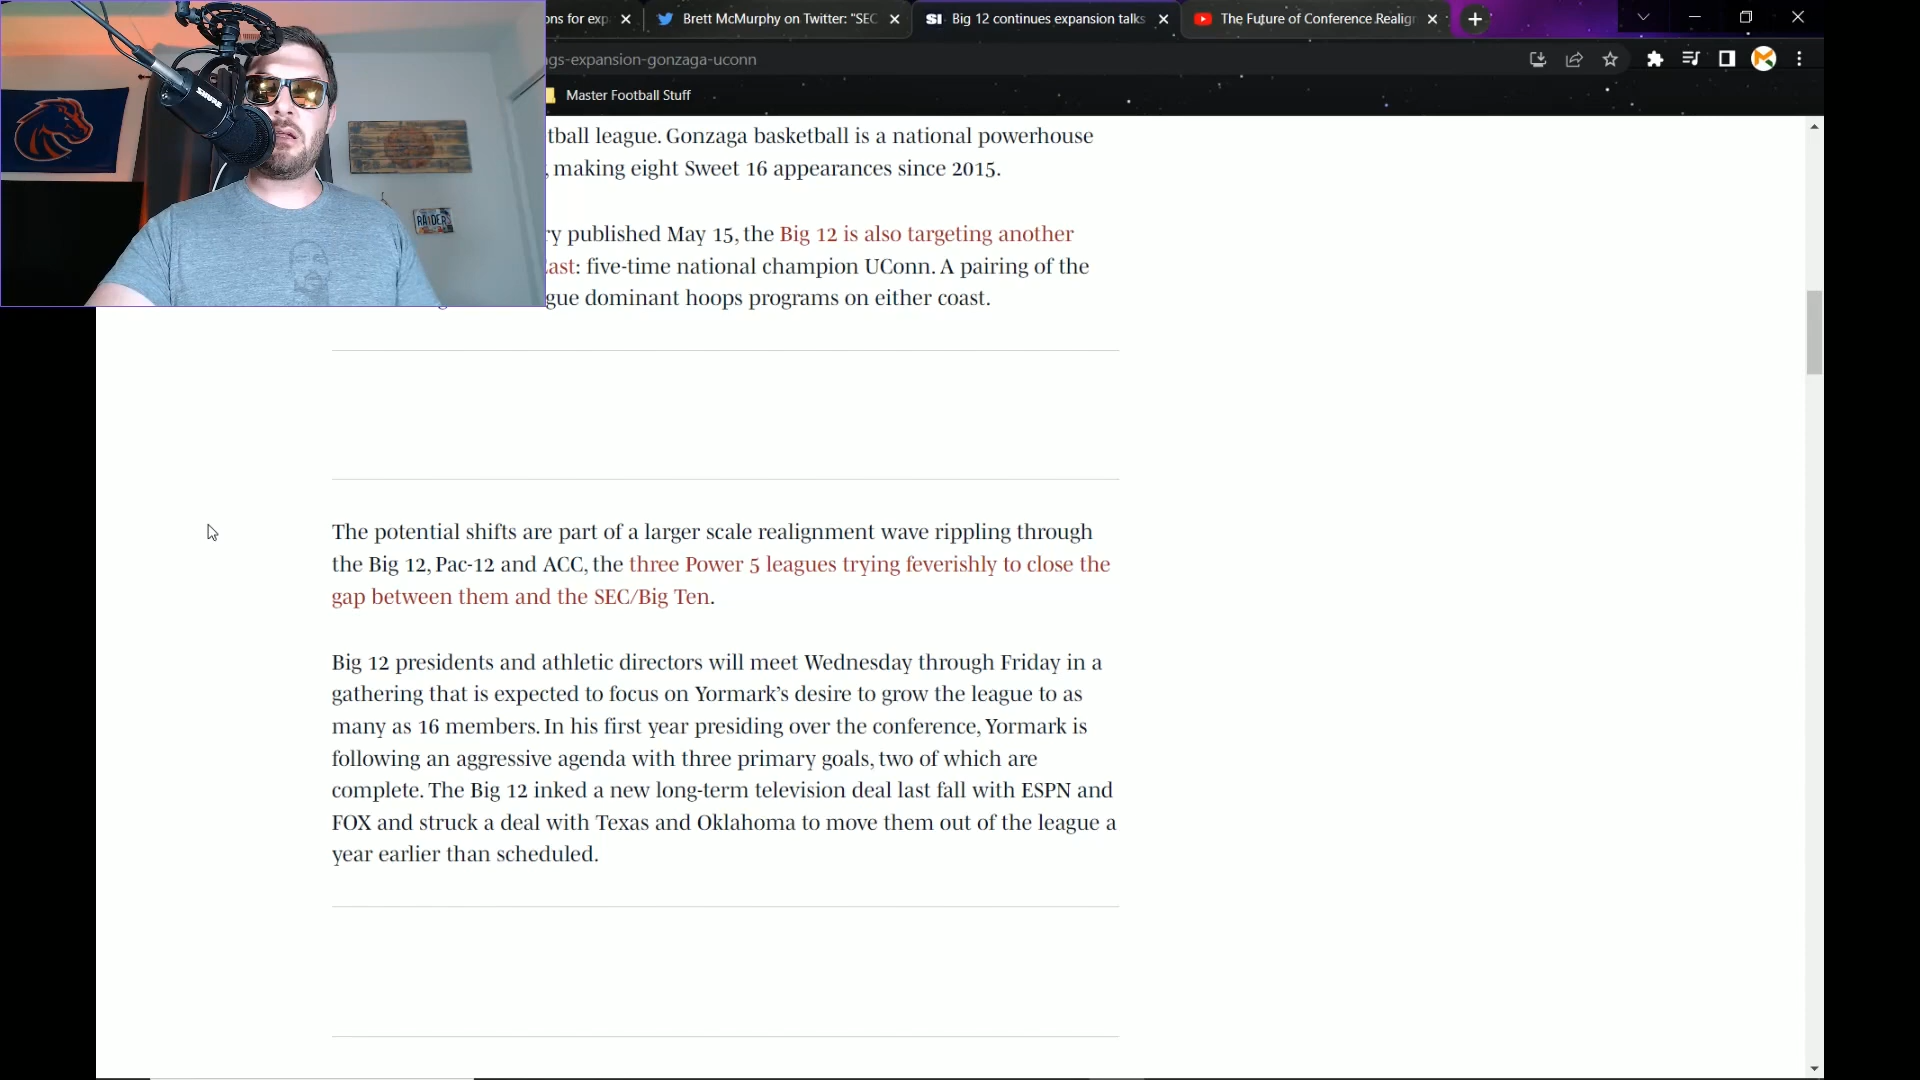 ons for exp
Brett McMurphy on Twitter: "SEC
SI
Big 12 continues expansion talks
The Future of Conference Realign
gs-expansion-gonzaga-uconn
Master Football Stuff
SHURE
RAIDER
tball league. Gonzaga basketball is a national powerhouse
, making eight Sweet 16 appearances since 2015.
ry published May 15, the Big 12 is also targeting another
ast: five-time national champion UConn. A pairing of the
gue dominant hoops programs on either coast.
The potential shifts are part of a larger scale realignment wave rippling through
the Big 12, Pac-12 and ACC, the three Power 5 leagues trying feverishly to close the
gap between them and the SEC/Big Ten.
Big 12 presidents and athletic directors will meet Wednesday through Friday in a
gathering that is expected to focus on Yormark's desire to grow the league to as
many as 16 members. In his first year presiding over the conference, Yormark is
following an aggressive agenda with three primary goals, two of which are
complete. The Big 12 inked a new long-term television deal last fall with ESPN and
FOX and struck a deal with Texas and Oklahoma to move them out of the league a
year earlier than scheduled.